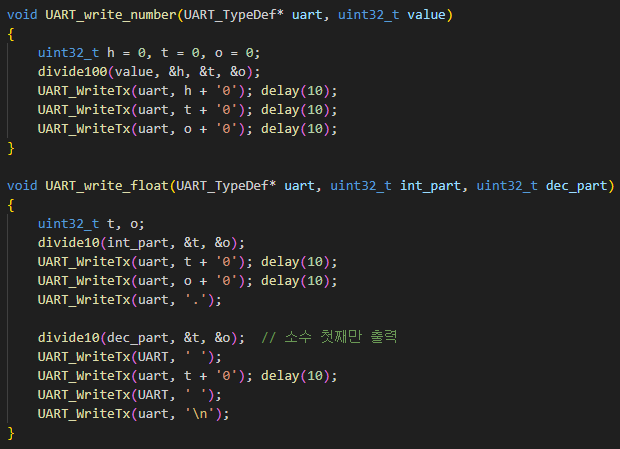 void UART_write_number(UART_TypeDef* uart, uint32_t value)
{
    uint32_t h = 0, t = 0, o = 0;
    divide100(value, &h, &t, &o);
    UART_WriteTx(uart, h + '0'); delay(10);
    UART_WriteTx(uart, t + '0'); delay(10);
    UART_WriteTx(uart, o + '0'); delay(10);
}

void UART_write_float(UART_TypeDef* uart, uint32_t int_part, uint32_t dec_part)
{
    uint32_t t, o;
    divide10(int_part, &t, &o);
    UART_WriteTx(uart, t + '0'); delay(10);
    UART_WriteTx(uart, o + '0'); delay(10);
    UART_WriteTx(uart, '.');

    divide10(dec_part, &t, &o);  // 소수 첫째만 출력
    UART_WriteTx(UART, ' ');
    UART_WriteTx(uart, t + '0'); delay(10);
    UART_WriteTx(UART, ' ');
    UART_WriteTx(uart, '\n');
}